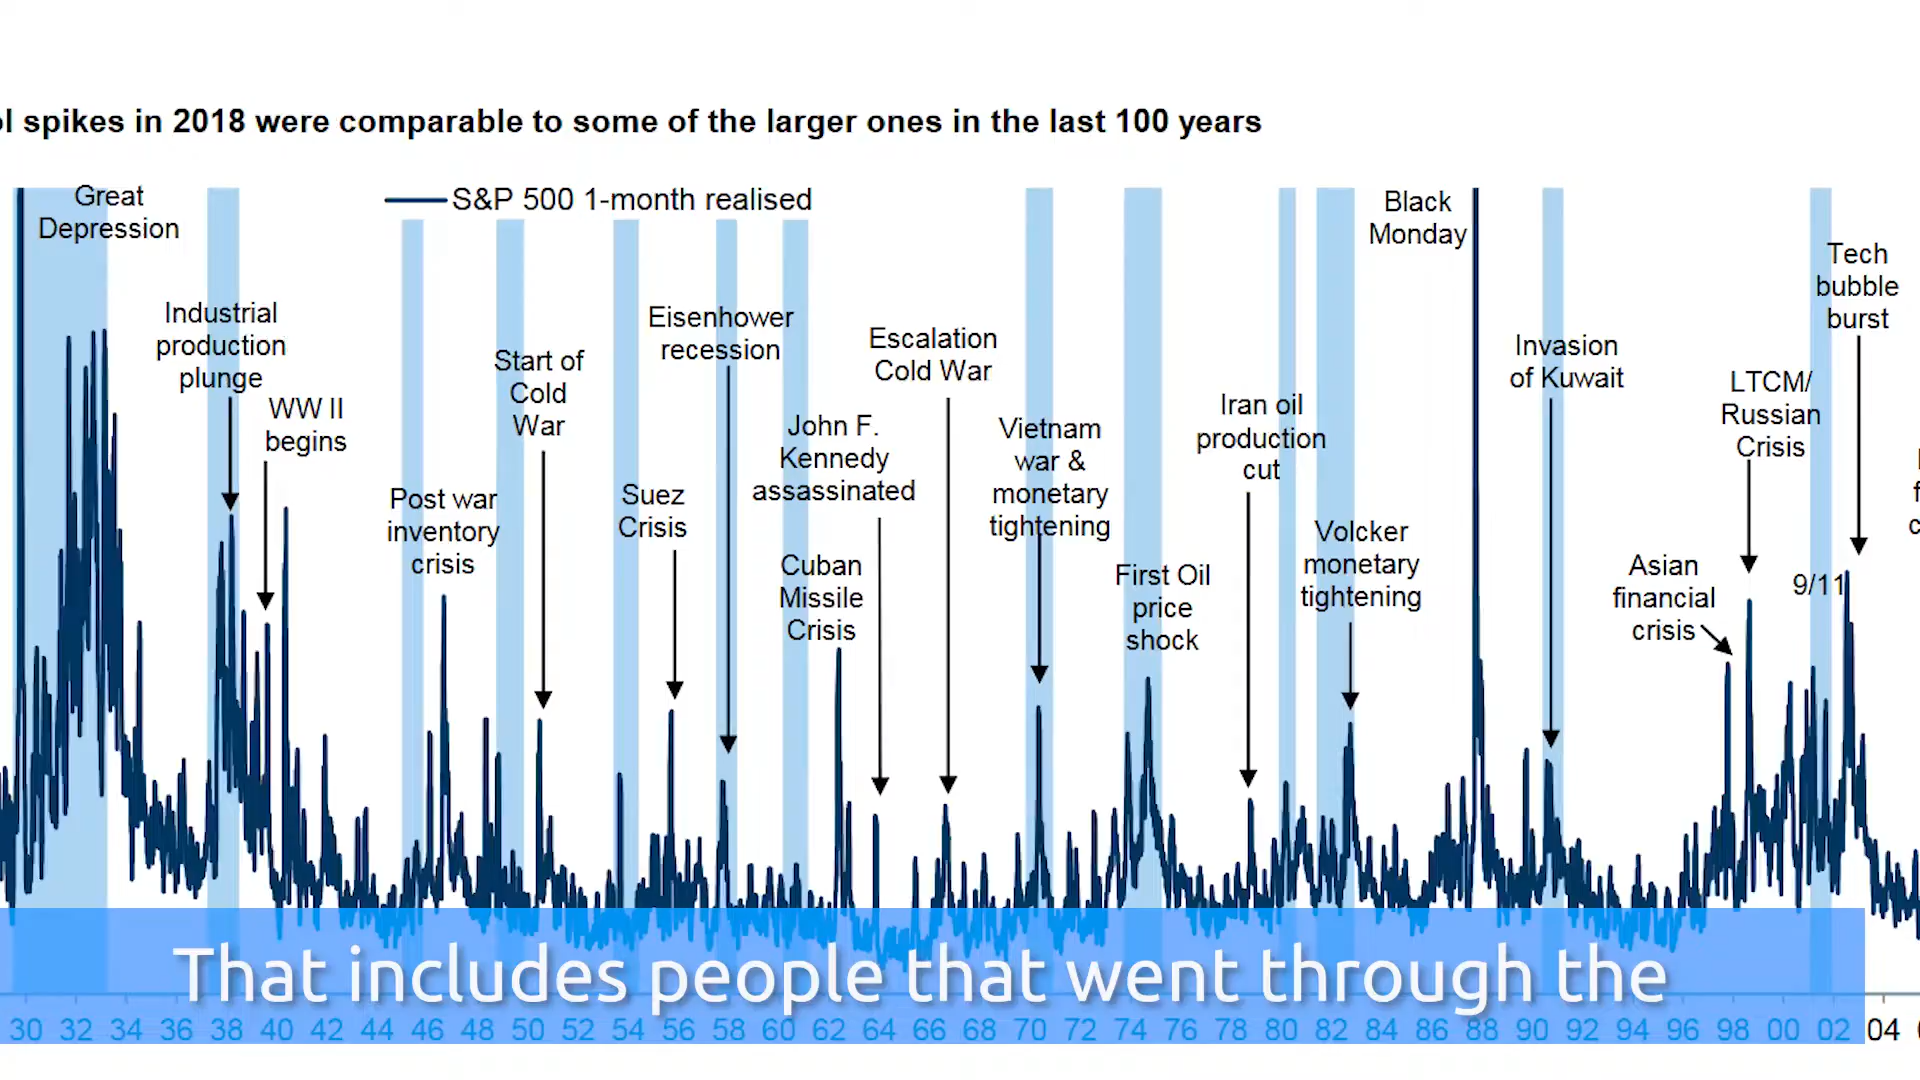 ol spikes in 2018 were comparable to some of the larger ones in the last 100 years
Great
Depression
S&P 500 1-month realised
Black
Monday
Tech
bubble
burst
Industrial
production
plunge
WW II
begins
Start of
Cold
War
Eisenhower
recession
Escalation
Cold War
Invasion
of Kuwait
LTCM/
Russian
Crisis
Post war
inventory
crisis
Suez
Crisis
John F.
Kennedy
assassinated
Cuban
Missile
Crisis
Vietnam
war &
monetary
tightening
First Oil
price
shock
Iran oil
production
cut
Volcker
monetary
tightening
Asian
financial
crisis
9/11
That includes people that went through the
30 32 34 36 38 40 42 44 46 48 50 52 54 56 58 60 62 64 66 68 70 72 74 76 78 80 82 84 86 88 90 92 94 96 98 00 02 04